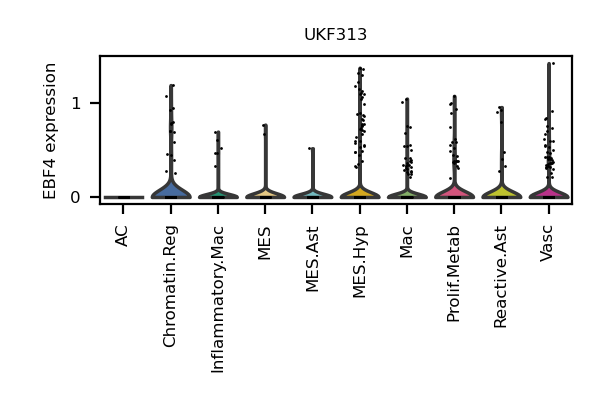 UKF313
EBF4 expression
1
0
AC
Chromatin.Reg
Inflammatory.Mac
MES
MES.Ast
MES.Hyp
Mac
Prolif.Metab
Reactive.Ast
Vasc